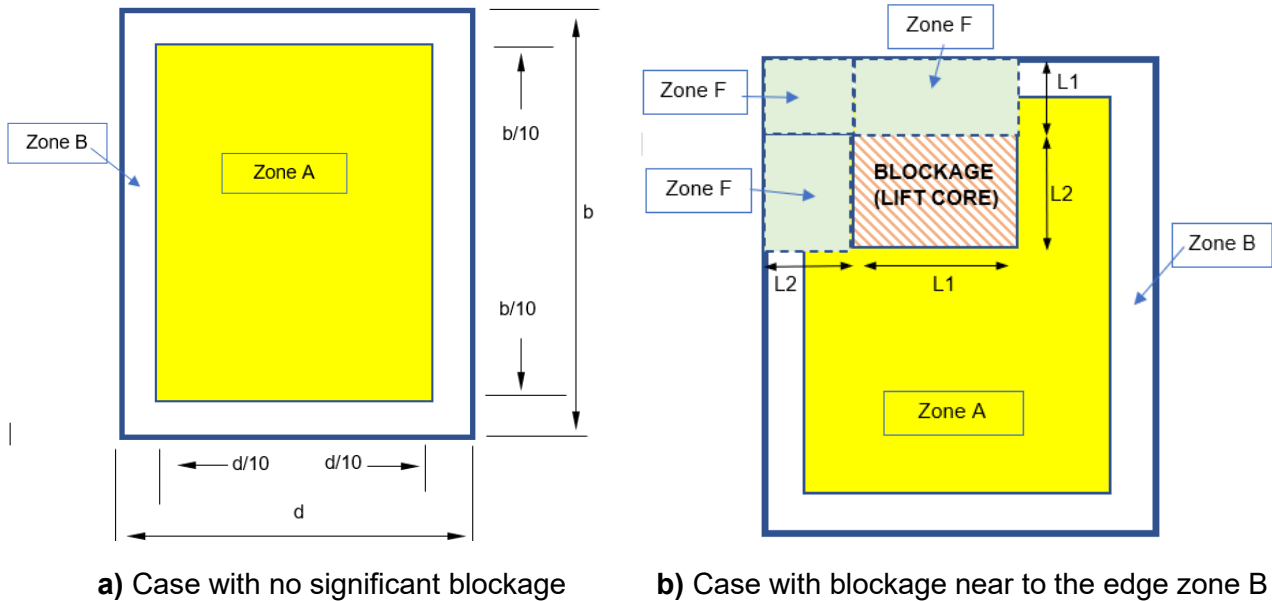 Zone B
Zone A
b/10
b
b/10
d/10
d/10
d
a) Case with no significant blockage
Zone F
Zone F
L1
Zone F
BLOCKAGE
(LIFT CORE)
L2
Zone B
L2
L1
Zone A
b) Case with blockage near to the edge zone B